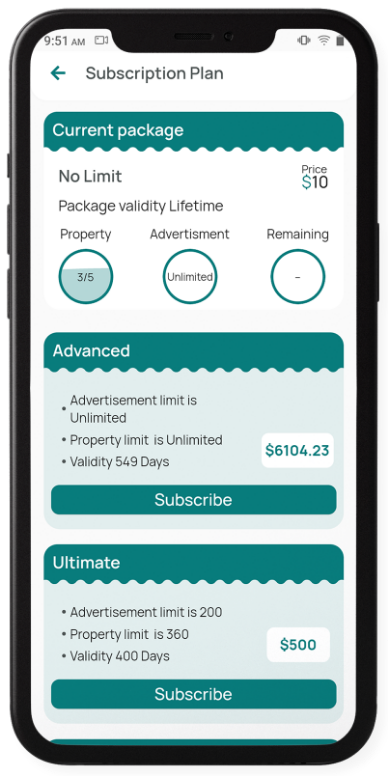 9:51 AM
Subscription Plan
Current package
No Limit
Price
$10
Package validity Lifetime
Property Advertisment Remaining
3/5 Unlimited –
Advanced
• Advertisement limit is
Unlimited
• Property limit is Unlimited
• Validity 549 Days
$6104.23
Subscribe
Ultimate
• Advertisement limit is 200
• Property limit is 360
• Validity 400 Days
$500
Subscribe